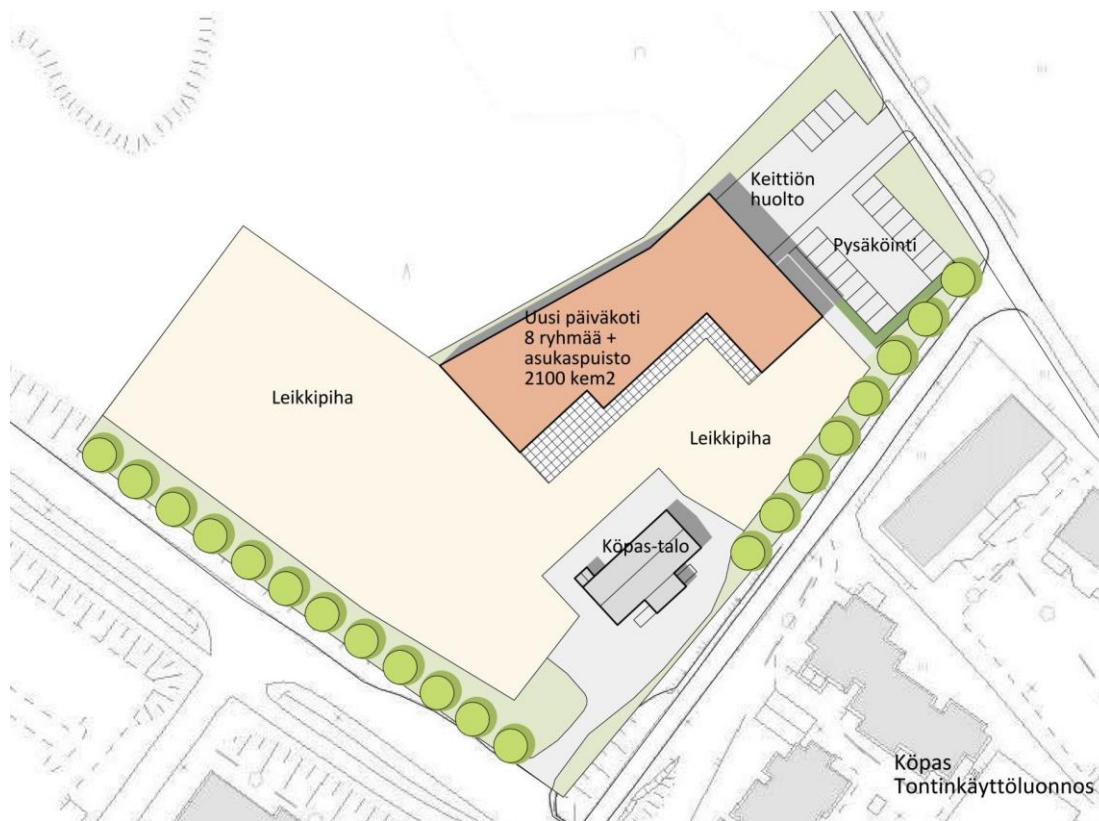 Keittiön
huolto
Pysäköinti
Uusi päiväkoti
8 ryhmää +
asukaspuisto
2100 kem2
Leikkipiha
Leikkipiha
Köpas-talo
Köpas
Tontinkäyttöluonnos